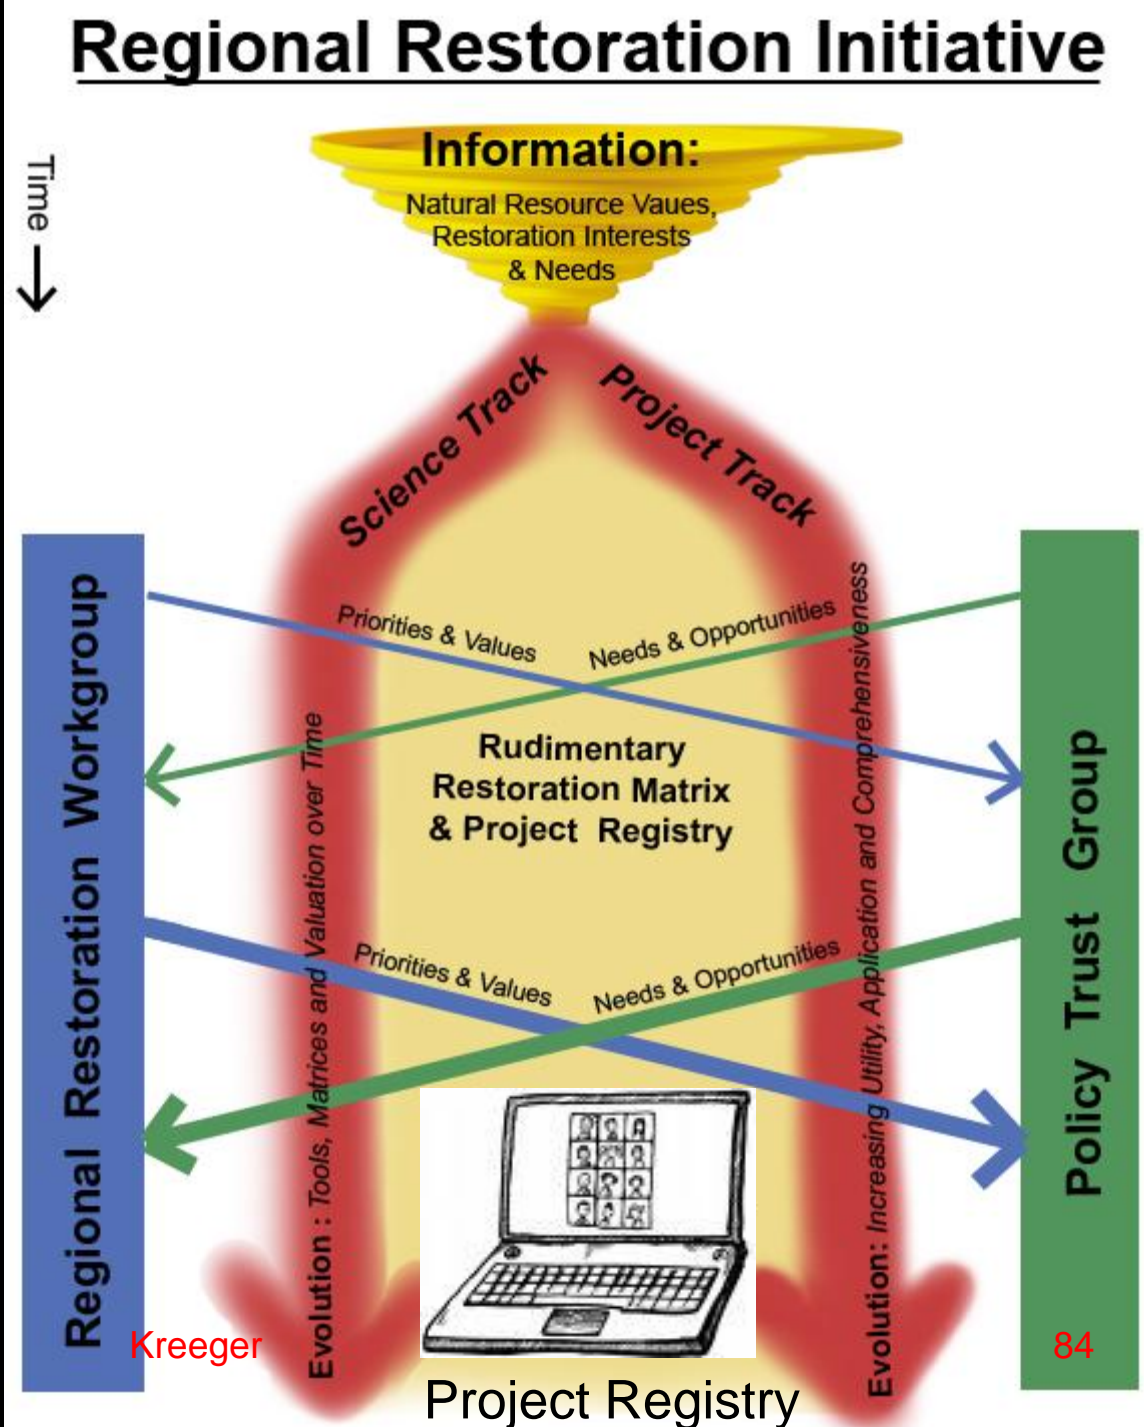 Regional Restoration Initiative
Time
Information:
Natural Resource Vaues,
Restoration Interests
& Needs
Science Track
Project Track
Regional Restoration Workgroup
Policy Trust Group
Priorities & Values
Needs & Opportunities
Rudimentary
Restoration Matrix
& Project Registry
Evolution : Tools, Matrices and Valuation over Time
Evolution: Increasing Utility, Application and Comprehensiveness
Priorities & Values
Needs & Opportunities
Kreeger
84
Project Registry